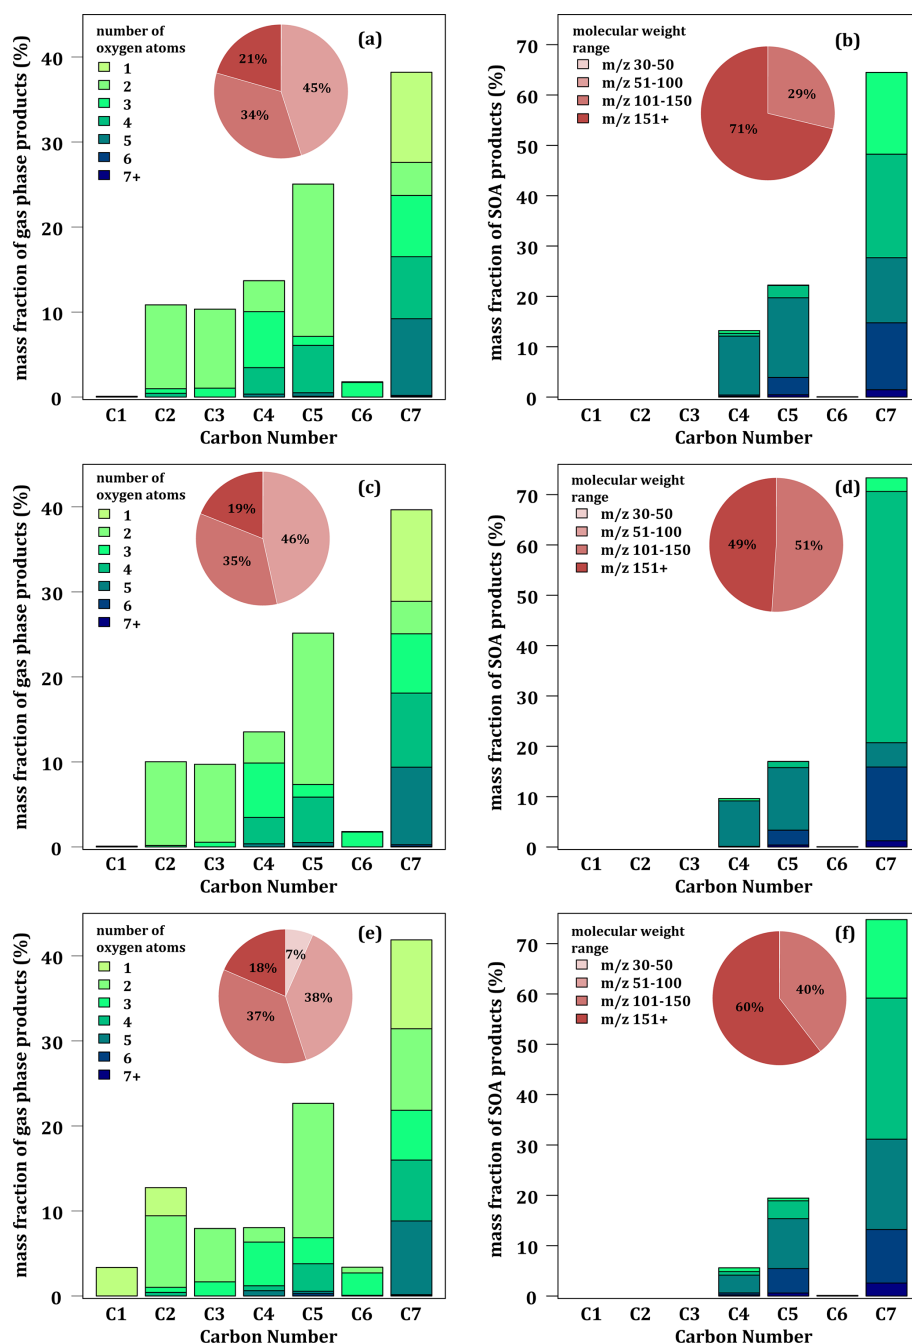 number of
oxygen atoms
1
2
3
4
5
6
7+
(a)
21%
45%
34%
mass fraction of gas phase products (%)
40
30
20
10
0
C1 C2 C3 C4 C5 C6 C7
Carbon Number
molecular weight
range
m/z 30-50
m/z 51-100
m/z 101-150
m/z 151+
(b)
29%
71%
mass fraction of SOA products (%)
70
60
50
40
30
20
10
0
C1 C2 C3 C4 C5 C6 C7
Carbon Number
number of
oxygen atoms
1
2
3
4
5
6
7+
(c)
19%
46%
35%
mass fraction of gas phase products (%)
40
30
20
10
0
C1 C2 C3 C4 C5 C6 C7
Carbon Number
molecular weight
range
m/z 30-50
m/z 51-100
m/z 101-150
m/z 151+
(d)
49%
51%
mass fraction of SOA products (%)
70
60
50
40
30
20
10
0
C1 C2 C3 C4 C5 C6 C7
Carbon Number
number of
oxygen atoms
1
2
3
4
5
6
7+
(e)
7%
18%
38%
37%
mass fraction of gas phase products (%)
40
30
20
10
0
C1 C2 C3 C4 C5 C6 C7
Carbon Number
molecular weight
range
m/z 30-50
m/z 51-100
m/z 101-150
m/z 151+
(f)
40%
60%
mass fraction of SOA products (%)
70
60
50
40
30
20
10
0
C1 C2 C3 C4 C5 C6 C7
Carbon Number